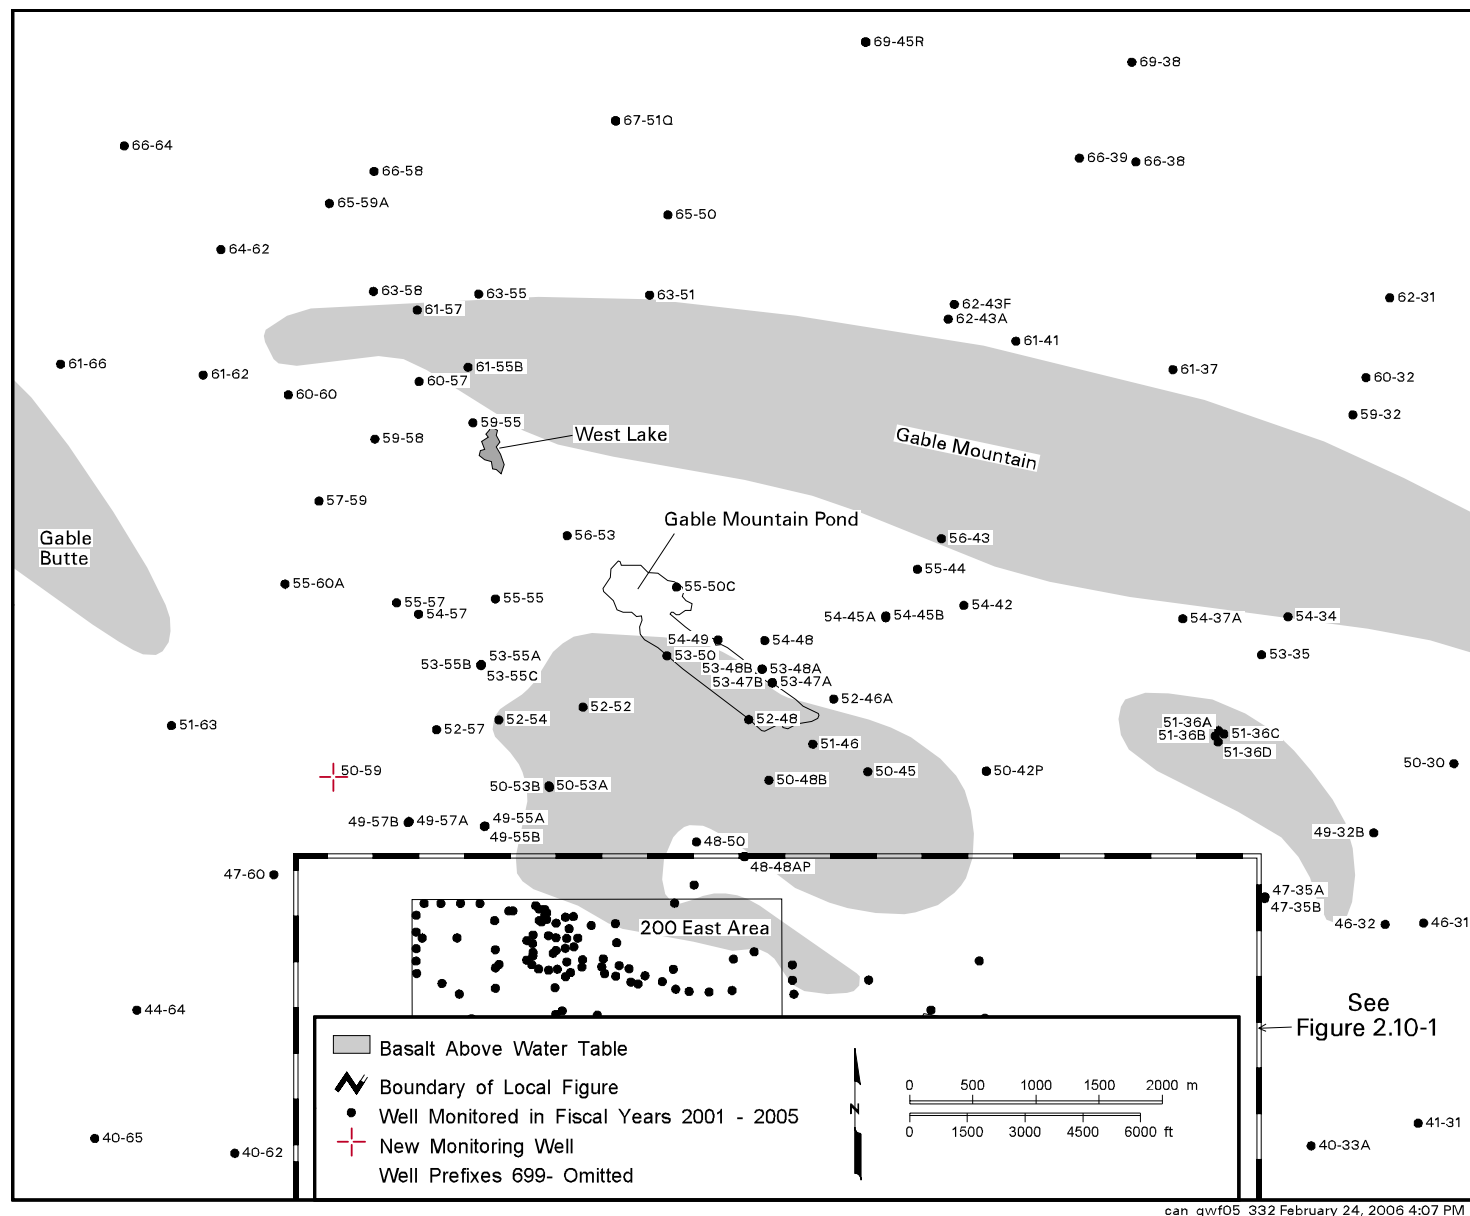 69-45R
69-38
67-51Q
66-64
66-58
66-39
66-38
65-59A
65-50
64-62
63-58
63-55
63-51
61-57
62-43F
62-43A
62-31
61-41
61-66
61-62
61-55B
60-57
61-37
60-32
60-60
59-32
59-55
59-58
West Lake
Gable Mountain
57-59
Gable Mountain Pond
56-53
56-43
Gable
Butte
55-44
55-60A
55-50C
55-57
55-55
54-57
54-45A
54-45B
54-42
54-37A
54-34
54-49
54-48
53-50
53-55A
53-55B
53-55C
53-48B
53-48A
53-47B
53-47A
53-35
52-46A
52-52
52-54
52-48
52-57
51-63
51-46
51-36A
51-36B
51-36C
51-36D
50-59
50-45
50-42P
50-48B
50-30
50-53B
50-53A
49-57B
49-57A
49-55A
49-55B
49-32B
48-50
48-48AP
47-60
47-35A
47-35B
46-32
46-31
200 East Area
44-64
See
Figure 2.10-1
Basalt Above Water Table
Boundary of Local Figure
Well Monitored in Fiscal Years 2001 - 2005
New Monitoring Well
Well Prefixes 699- Omitted
N
0 500 1000 1500 2000 m
0 1500 3000 4500 6000 ft
41-31
40-65
40-62
40-33A
can_gwf05_332 February 24, 2006 4:07 PM